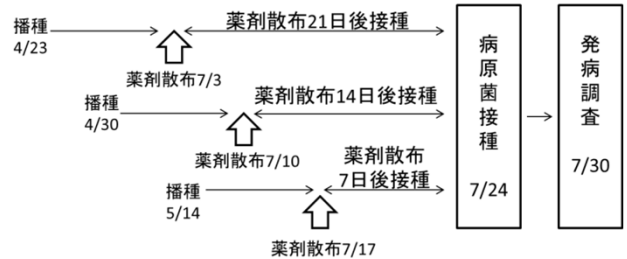 播種
4/23
薬剤散布21日後接種
薬剤散布7/3
播種
4/30
薬剤散布14日後接種
薬剤散布7/10
播種
5/14
薬剤散布
7日後接種
薬剤散布7/17
病原菌接種
7/24
発病調査
7/30